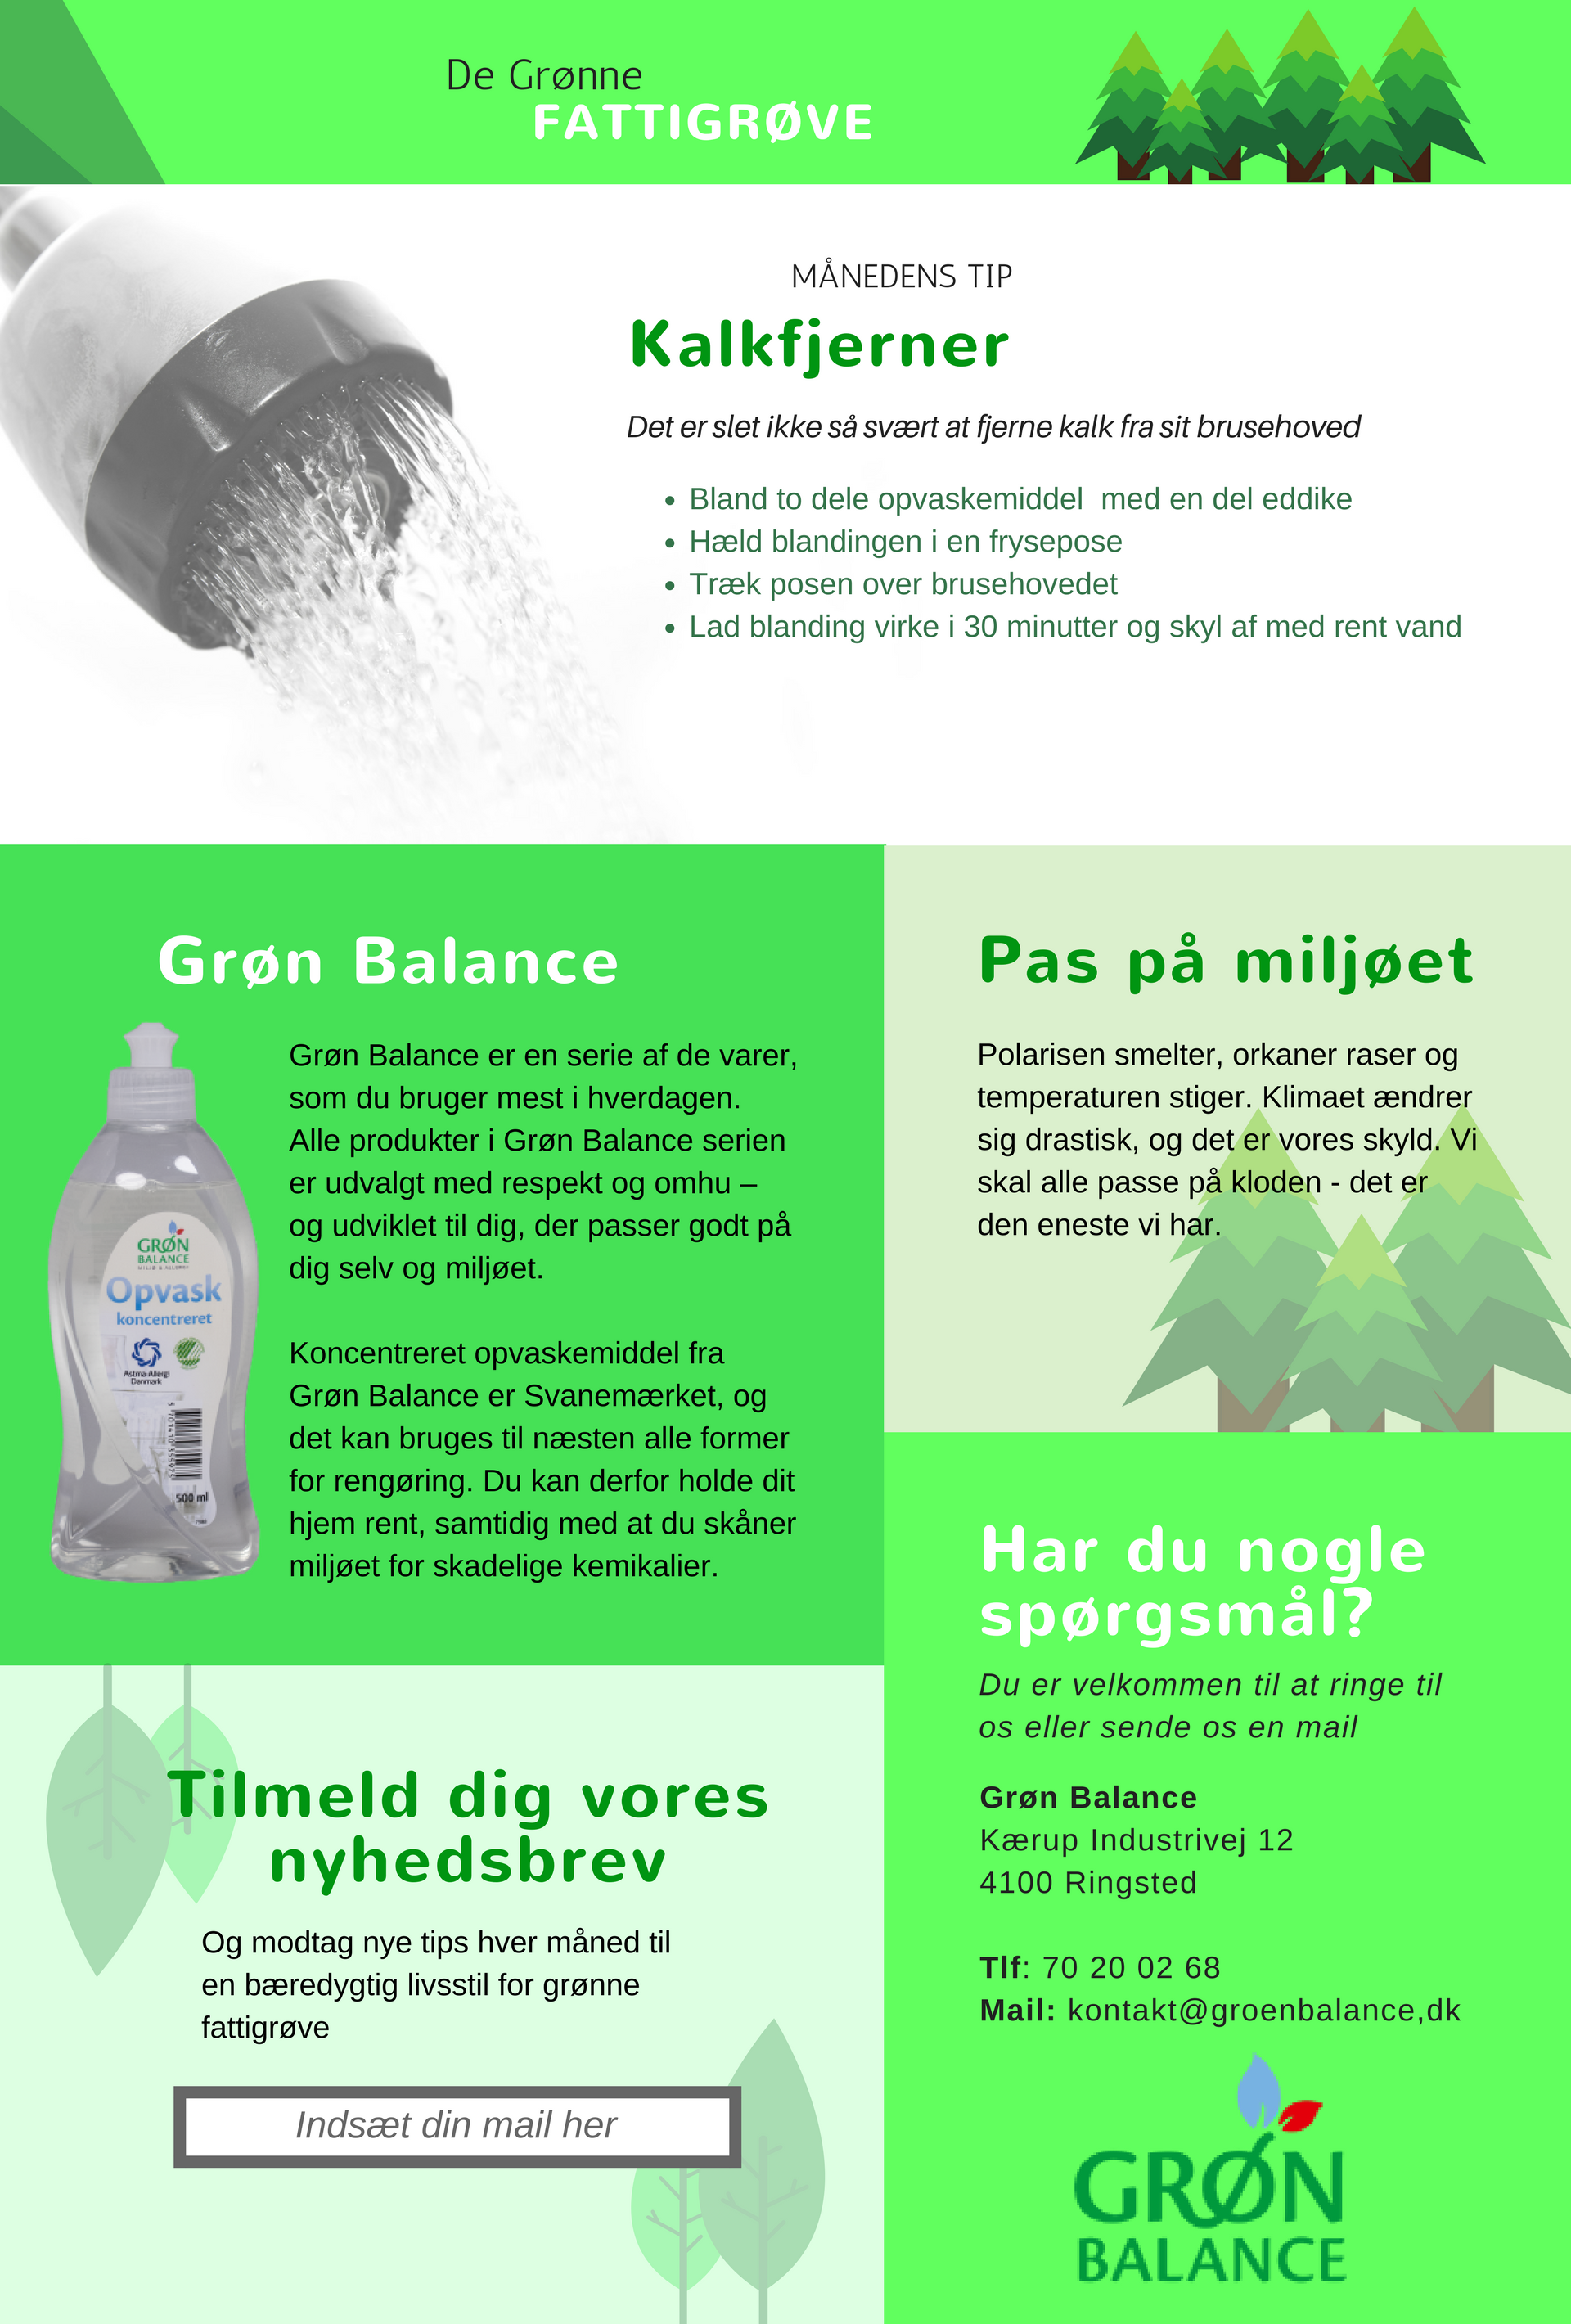 De Grønne
FATTIGRØVE
MÅNEDENS TIP
Kalkfjerner
Det er slet ikke så svært at fjerne kalk fra sit brusehoved
• Bland to dele opvaskemiddel  med en del eddike
• Hæld blandingen i en frysepose
• Træk posen over brusehovedet
• Lad blanding virke i 30 minutter og skyl af med rent vand
Grøn Balance
Grøn Balance er en serie af de varer,
som du bruger mest i hverdagen.
Alle produkter i Grøn Balance serien
er udvalgt med respekt og omhu –
og udviklet til dig, der passer godt på
dig selv og miljøet.
Koncentreret opvaskemiddel fra
Grøn Balance er Svanemærket, og
det kan bruges til næsten alle former
for rengøring. Du kan derfor holde dit
hjem rent, samtidig med at du skåner
miljøet for skadelige kemikalier.
GRØN
BALANCE
MILJØ & ALLERGI
Opvask
koncentreret
Astma-Allergi
Danmark
500 ml
Pas på miljøet
Polarisen smelter, orkaner raser og
temperaturen stiger. Klimaet ændrer
sig drastisk, og det er vores skyld. Vi
skal alle passe på kloden - det er
den eneste vi har.
Har du nogle
spørgsmål?
Du er velkommen til at ringe til
os eller sende os en mail
Grøn Balance
Kærup Industrivej 12
4100 Ringsted
Tlf: 70 20 02 68
Mail: kontakt@groenbalance,dk
GRØN
BALANCE
Tilmeld dig vores
nyhedsbrev
Og modtag nye tips hver måned til
en bæredygtig livsstil for grønne
fattigrøve
Indsæt din mail her